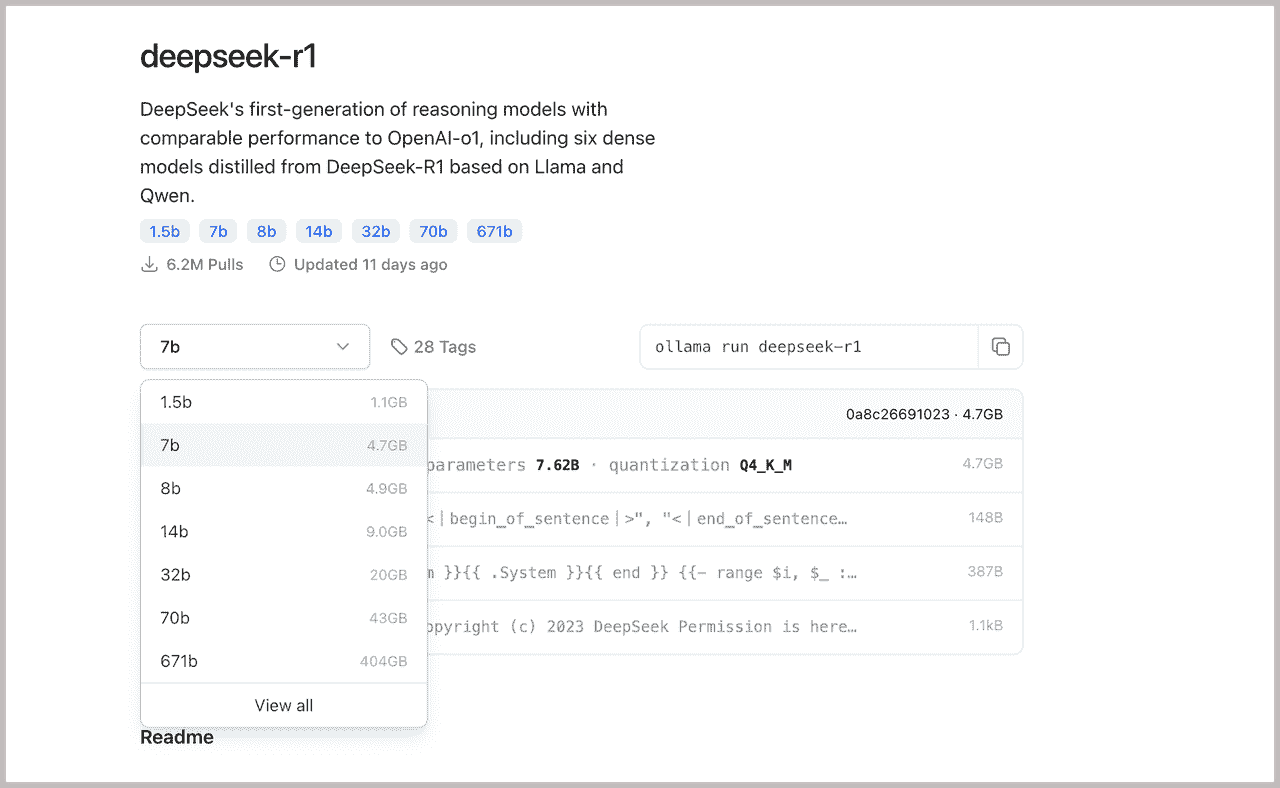 deepseek-r1
DeepSeek's first-generation of reasoning models with
comparable performance to OpenAI-o1, including six dense
models distilled from DeepSeek-R1 based on Llama and
Qwen.
1.5b 7b 8b 14b 32b 70b 671b
6.2M Pulls Updated 11 days ago
7b 28 Tags ollama run deepseek-r1
1.5b 1.1GB
7b 4.7GB
8b 4.9GB
14b 9.0GB
32b 20GB
70b 43GB
671b 404GB
View all
0a8c26691023 · 4.7GB
parameters 7.62B · quantization Q4_K_M 4.7GB
<|begin_of_sentence|>", "<|end_of_sentence… 148B
}}{{ .System }}{{ end }} {{- range $i, $_ :… 387B
opyright (c) 2023 DeepSeek Permission is here… 1.1kB
Readme